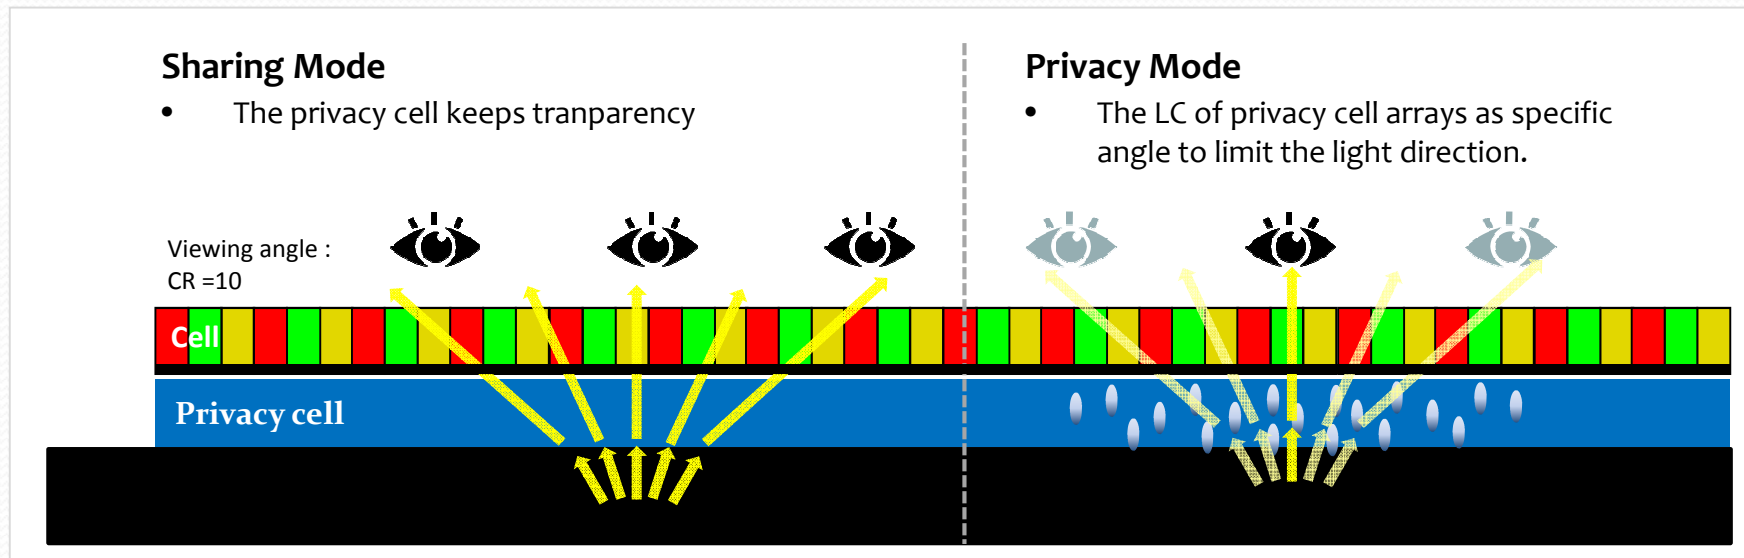 Sharing Mode
• The privacy cell keeps tranparency
Privacy Mode
• The LC of privacy cell arrays as specific
angle to limit the light direction.
Viewing angle :
CR =10
Cell
Privacy cell